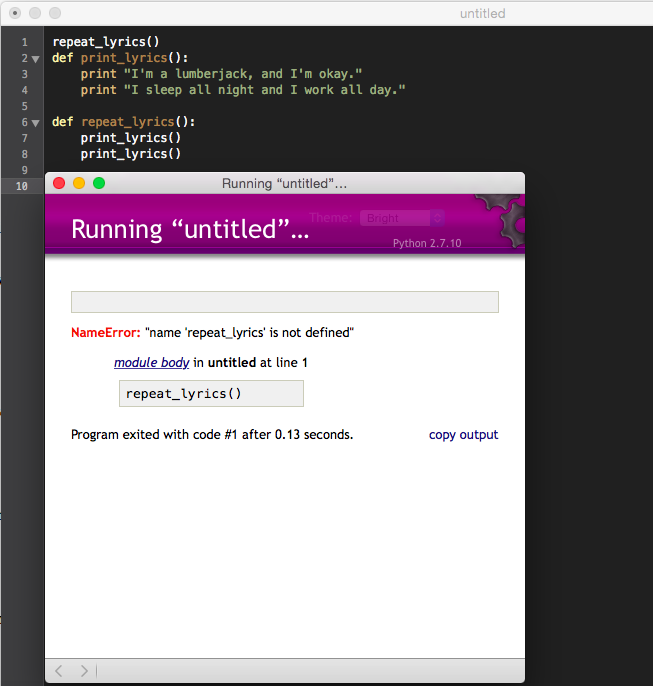 untitled
1 repeat_lyrics()
2 def print_lyrics():
3 print "I'm a lumberjack, and I'm okay."
4 print "I sleep all night and I work all day."
5
6 def repeat_lyrics():
7 print_lyrics()
8 print_lyrics()
9
10
Running “untitled”...
Theme: Bright
Running “untitled”...
Python 2.7.10
NameError: "name 'repeat_lyrics' is not defined"
module body in untitled at line 1
repeat_lyrics()
Program exited with code #1 after 0.13 seconds. copy output